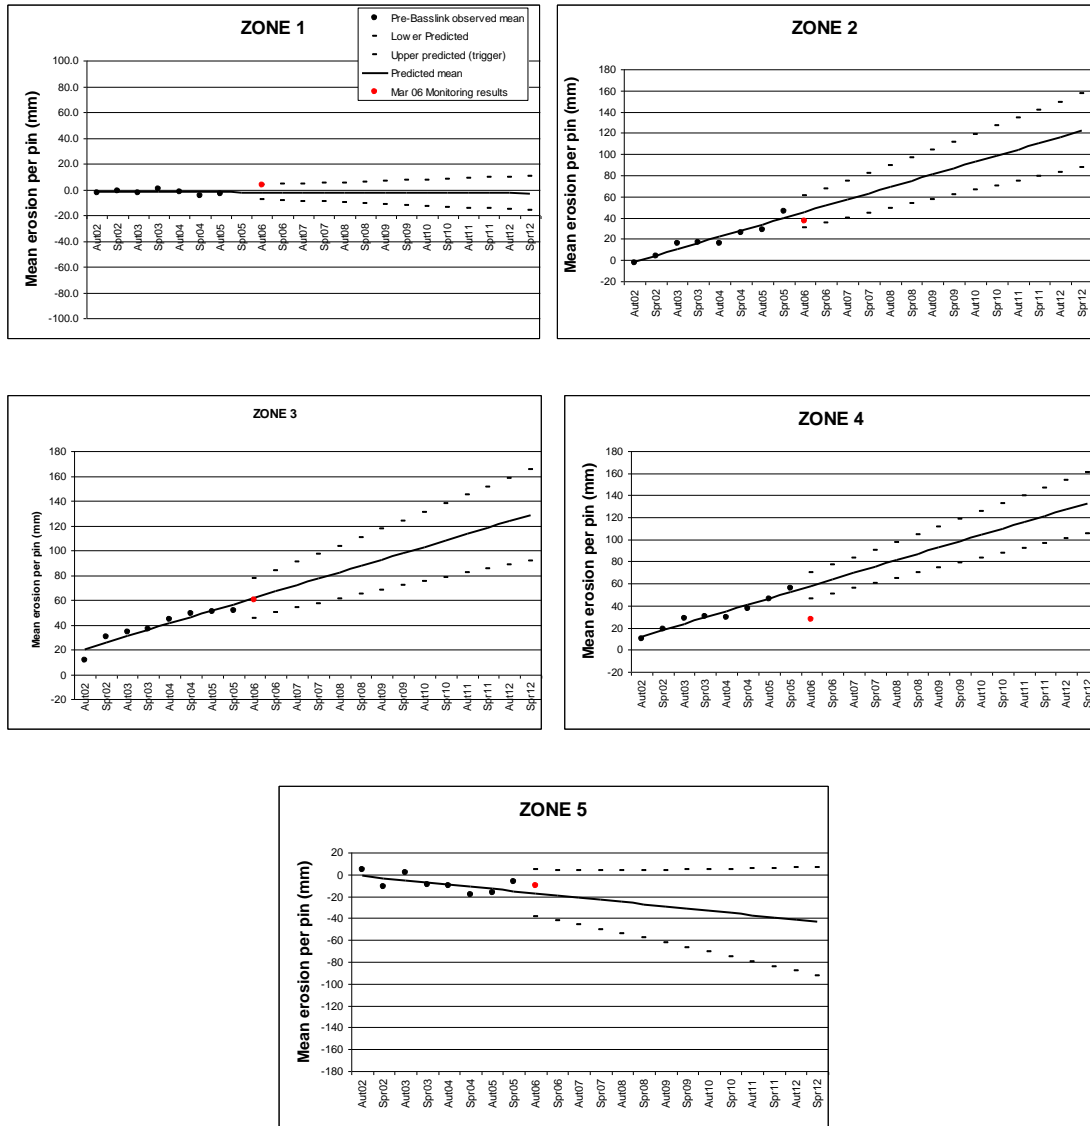 ZONE 1
Pre-Basslink observed mean
Lower Predicted
Upper predicted (trigger)
Predicted mean
Mar 06 Monitoring results
Mean erosion per pin (mm)
100.0
80.0
60.0
40.0
20.0
0.0
-20.0
-40.0
-60.0
-80.0
-100.0
Aut02 Spr02 Aut03 Spr03 Aut04 Spr04 Aut05 Spr05 Aut06 Spr06 Aut07 Spr07 Aut08 Spr08 Aut09 Spr09 Aut10 Spr10 Aut11 Spr11 Aut12 Spr12
ZONE 2
Mean erosion per pin (mm)
180
160
140
120
100
80
60
40
20
0
-20
Aut02 Spr02 Aut03 Spr03 Aut04 Spr04 Aut05 Spr05 Aut06 Spr06 Aut07 Spr07 Aut08 Spr08 Aut09 Spr09 Aut10 Spr10 Aut11 Spr11 Aut12 Spr12
ZONE 3
Mean erosion per pin (mm)
180
160
140
120
100
80
60
40
20
0
-20
Aut02 Spr02 Aut03 Spr03 Aut04 Spr04 Aut05 Spr05 Aut06 Spr06 Aut07 Spr07 Aut08 Spr08 Aut09 Spr09 Aut10 Spr10 Aut11 Spr11 Aut12 Spr12
ZONE 4
Mean erosion per pin (mm)
180
160
140
120
100
80
60
40
20
0
-20
Aut02 Spr02 Aut03 Spr03 Aut04 Spr04 Aut05 Spr05 Aut06 Spr06 Aut07 Spr07 Aut08 Spr08 Aut09 Spr09 Aut10 Spr10 Aut11 Spr11 Aut12 Spr12
ZONE 5
Mean erosion per pin (mm)
20
0
-20
-40
-60
-80
-100
-120
-140
-160
-180
Aut02 Spr02 Aut03 Spr03 Aut04 Spr04 Aut05 Spr05 Aut06 Spr06 Aut07 Spr07 Aut08 Spr08 Aut09 Spr09 Aut10 Spr10 Aut11 Spr11 Aut12 Spr12